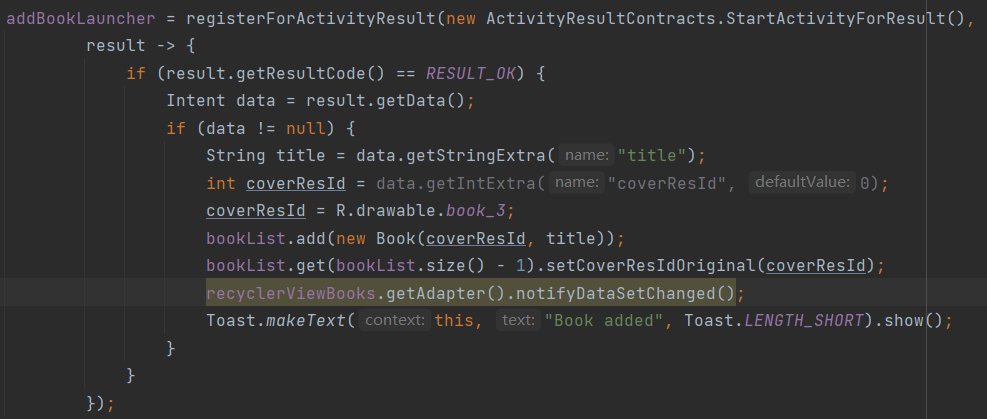 addBookLauncher = registerForActivityResult(new ActivityResultContracts.StartActivityForResult(),
result -> {
if (result.getResultCode() == RESULT_OK) {
Intent data = result.getData();
if (data != null) {
String title = data.getStringExtra( name: "title");
int coverResId = data.getIntExtra( name: "coverResId", defaultValue: 0);
coverResId = R.drawable.book_3;
bookList.add(new Book(coverResId, title));
bookList.get(bookList.size() - 1).setCoverResIdOriginal(coverResId);
recyclerViewBooks.getAdapter().notifyDataSetChanged();
Toast.makeText( context: this, text: "Book added", Toast.LENGTH_SHORT).show();
}
}
});